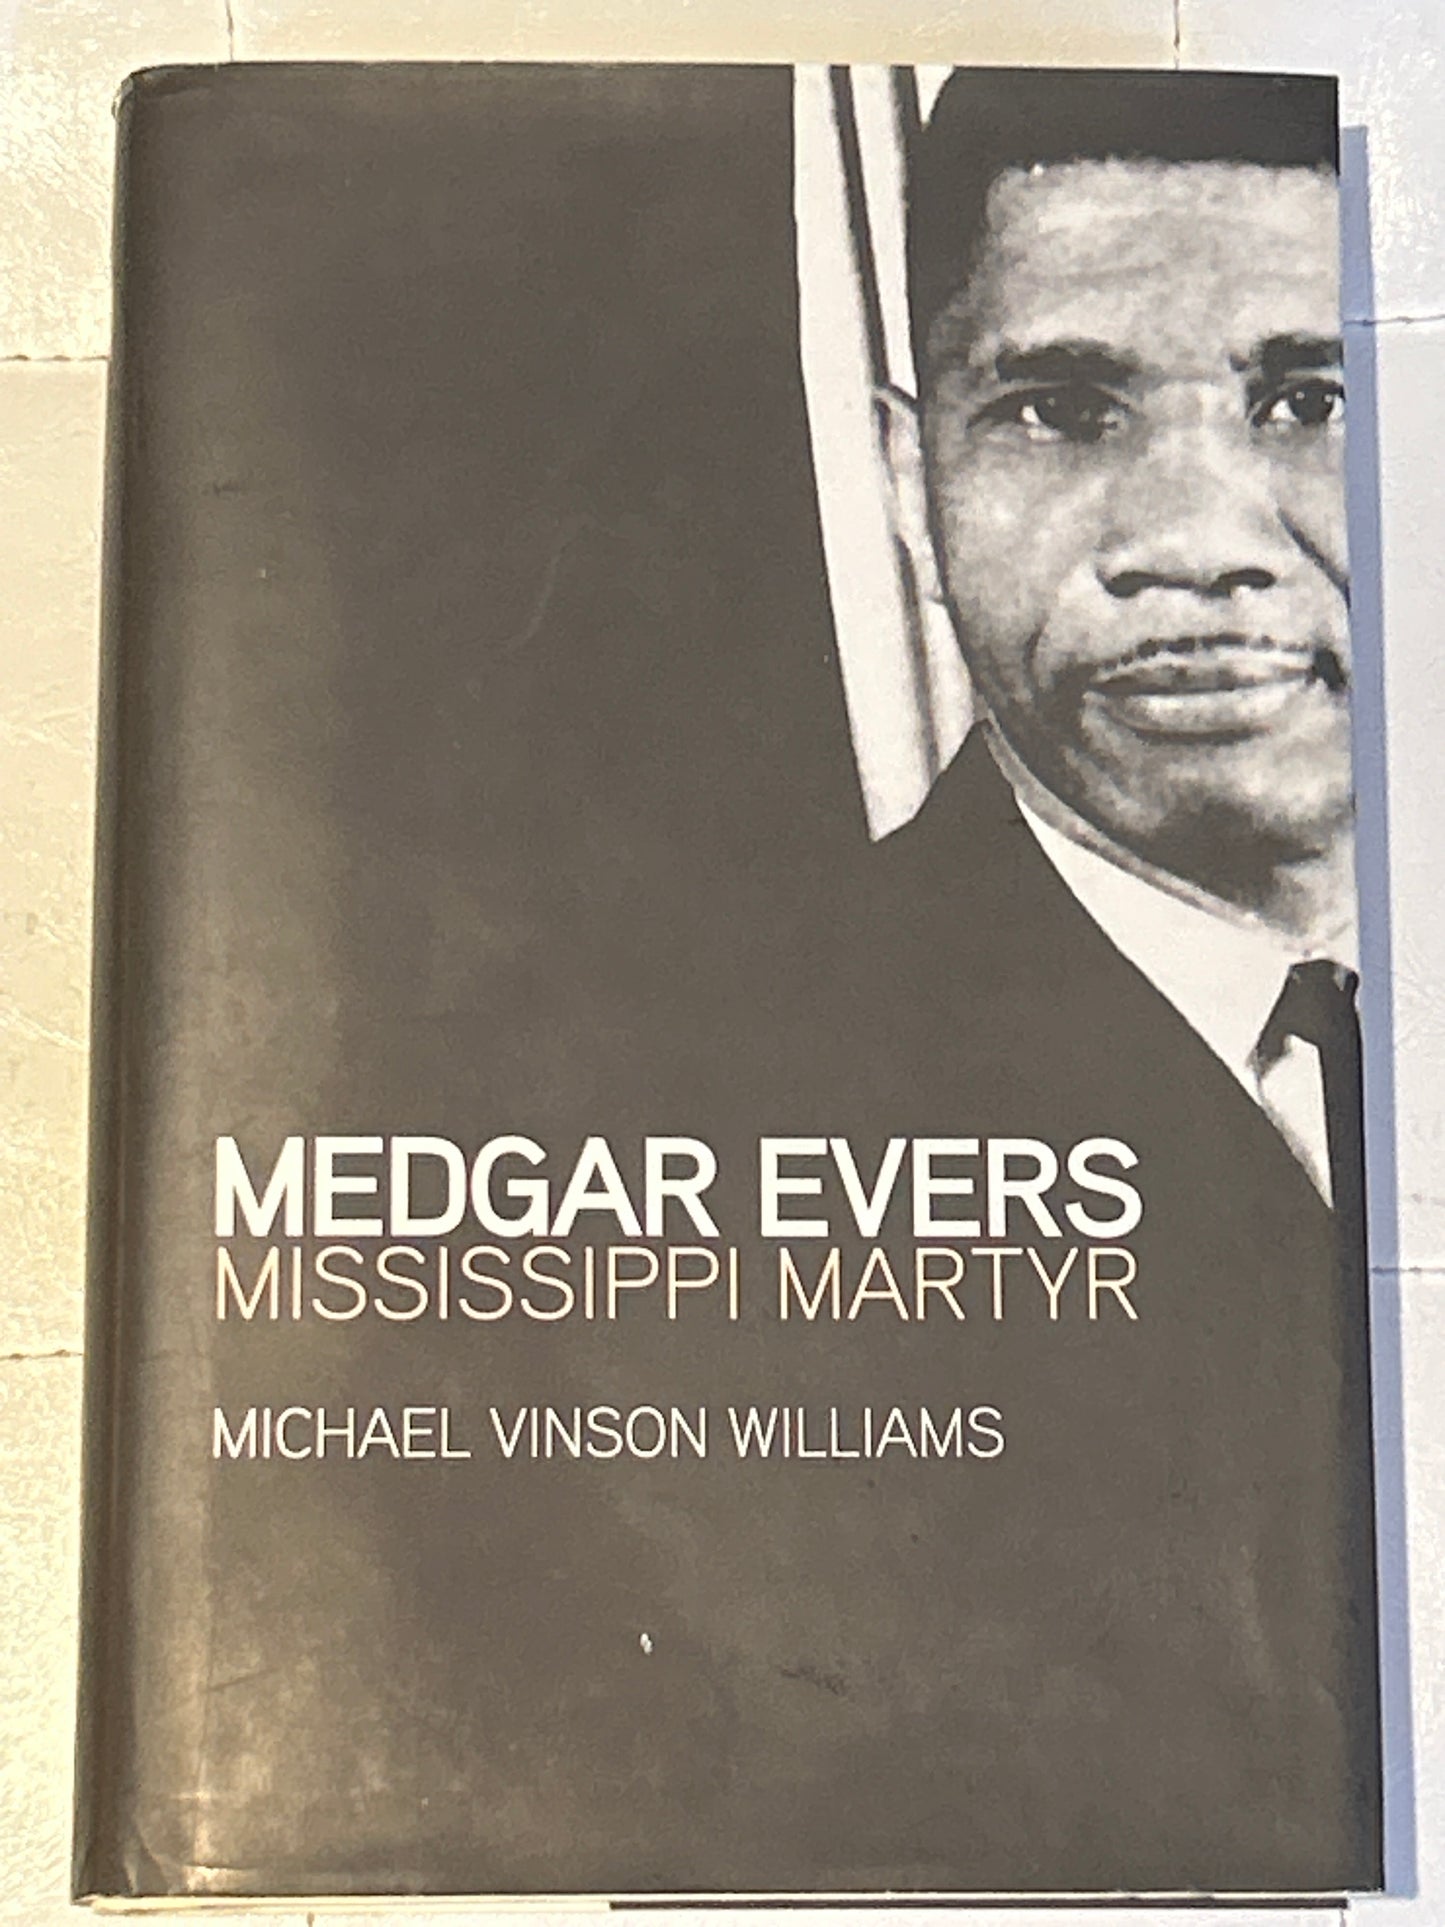 MEDGAR EVERS
MISSISSIPPI MARTYR
MICHAEL VINSON WILLIAMS